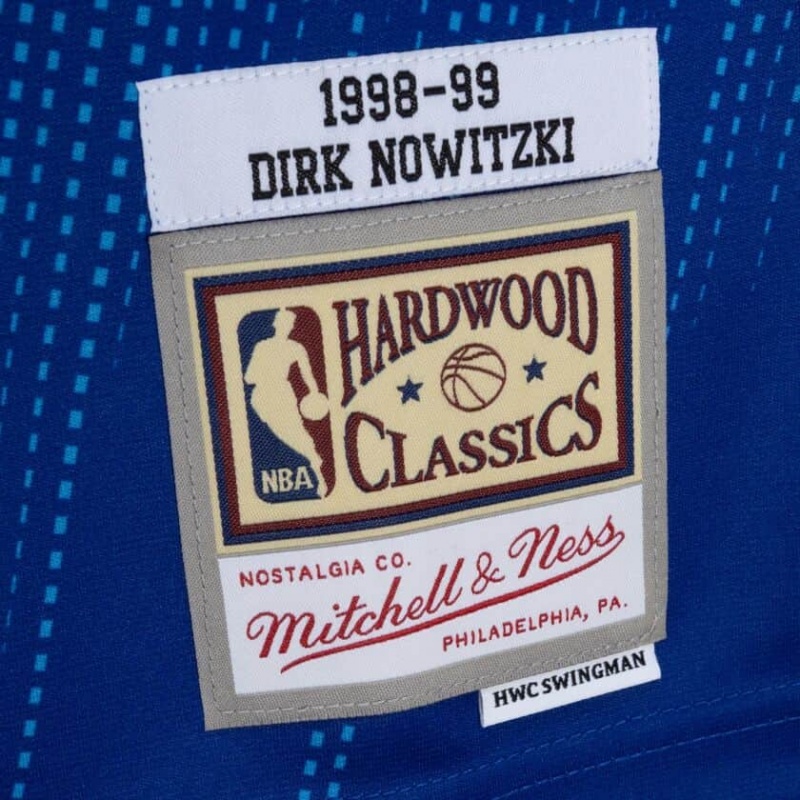 1998-99
DIRK NOWITZKI
HARDWOOD
CLASSICS
NBA
NOSTALGIA CO.
Mitchell & Ness
PHILADELPHIA, PA.
HWC SWINGMAN